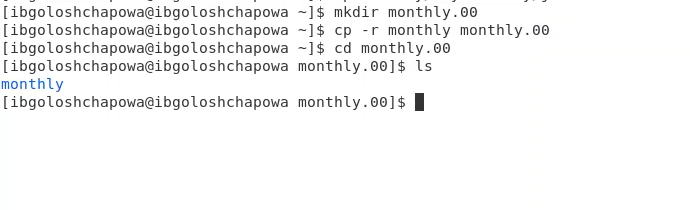 [ibgoloshchapowa@ibgoloshchapowa ~]$ mkdir monthly.00
[ibgoloshchapowa@ibgoloshchapowa ~]$ cp -r monthly monthly.00
[ibgoloshchapowa@ibgoloshchapowa ~]$ cd monthly.00
[ibgoloshchapowa@ibgoloshchapowa monthly.00]$ ls
monthly
[ibgoloshchapowa@ibgoloshchapowa monthly.00]$